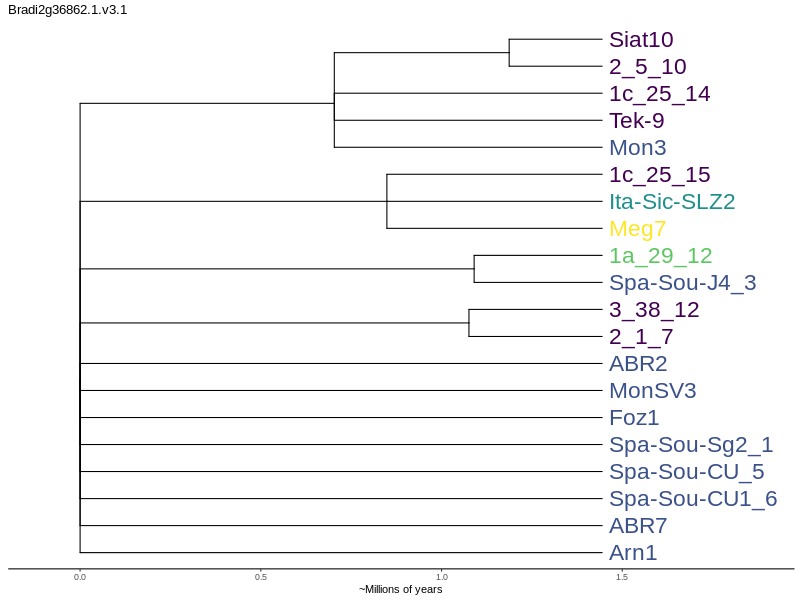 Bradi2g36862.1.v3.1
Siat10
2_5_10
1c_25_14
Tek-9
Mon3
1c_25_15
Ita-Sic-SLZ2
Meg7
1a_29_12
Spa-Sou-J4_3
3_38_12
2_1_7
ABR2
MonSV3
Foz1
Spa-Sou-Sg2_1
Spa-Sou-CU_5
Spa-Sou-CU1_6
ABR7
Arn1
0.0 0.5 1.0 1.5
~Millions of years